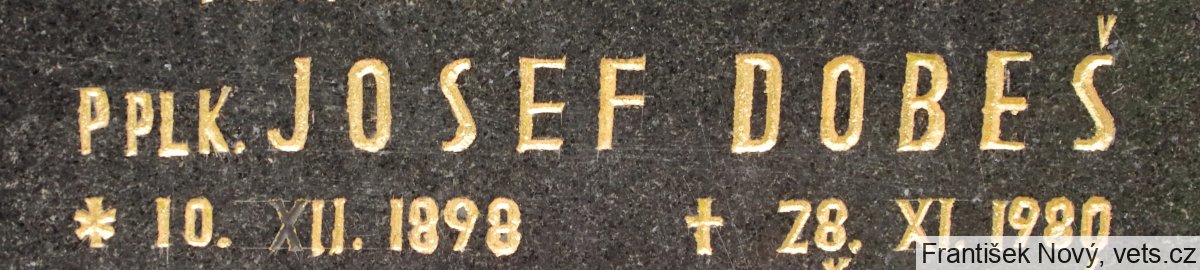 PPLK. JOSEF DOBEŠ
* 10. XII. 1898 † 28. XI. 1980
František Nový, vets.cz